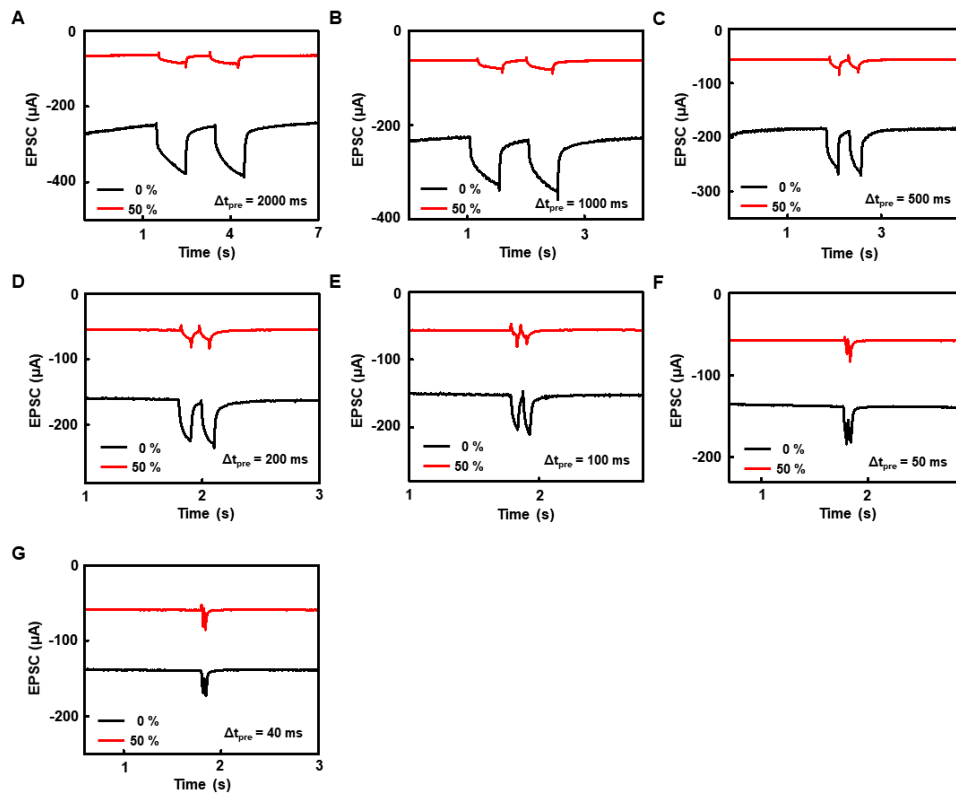 A
B
C
0
-200
-400
EPSC (µA)
0 %
50 %
Δtpre = 2000 ms
1
4
7
Time (s)
0
-200
-400
EPSC (µA)
0 %
50 %
Δtpre = 1000 ms
1
3
Time (s)
0
-100
-200
-300
EPSC (µA)
0 %
50 %
Δtpre = 500 ms
1
3
Time (s)
D
E
F
0
-100
-200
EPSC (µA)
0 %
50 %
Δtpre = 200 ms
1
2
3
Time (s)
0
-100
-200
EPSC (µA)
0 %
50 %
Δtpre = 100 ms
1
2
Time (s)
0
-100
-200
EPSC (µA)
0 %
50 %
Δtpre = 50 ms
1
2
Time (s)
G
0
-100
-200
EPSC (µA)
0 %
50 %
Δtpre = 40 ms
1
2
3
Time (s)